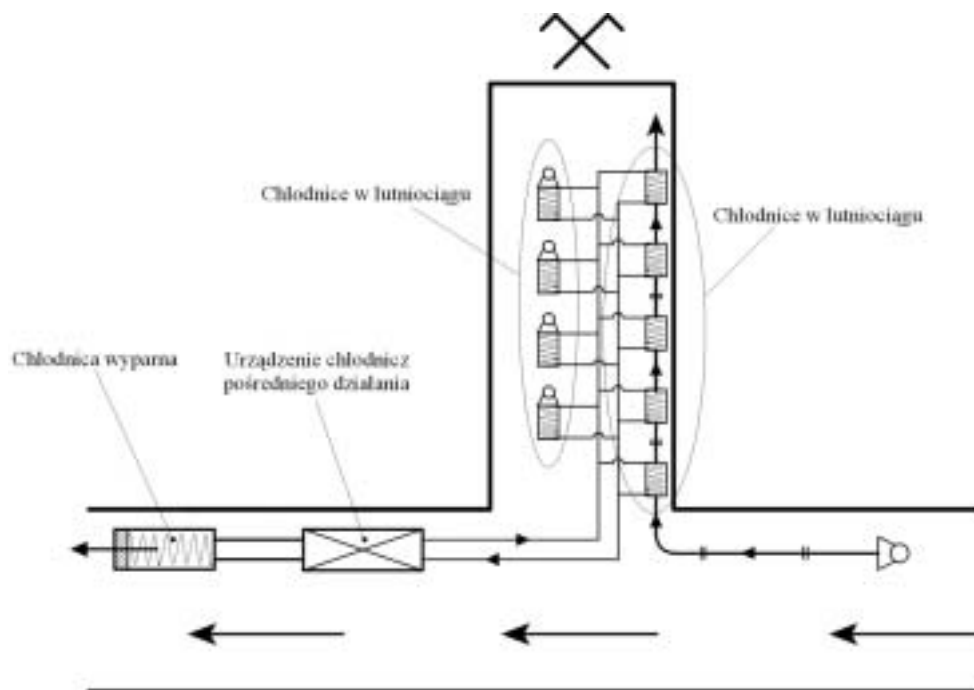 Chłodnice w lutniociągu
Chłodnice w lutniociągu
Chłodnica wyparna
Urządzenie chłodnicz
pośredniego działania